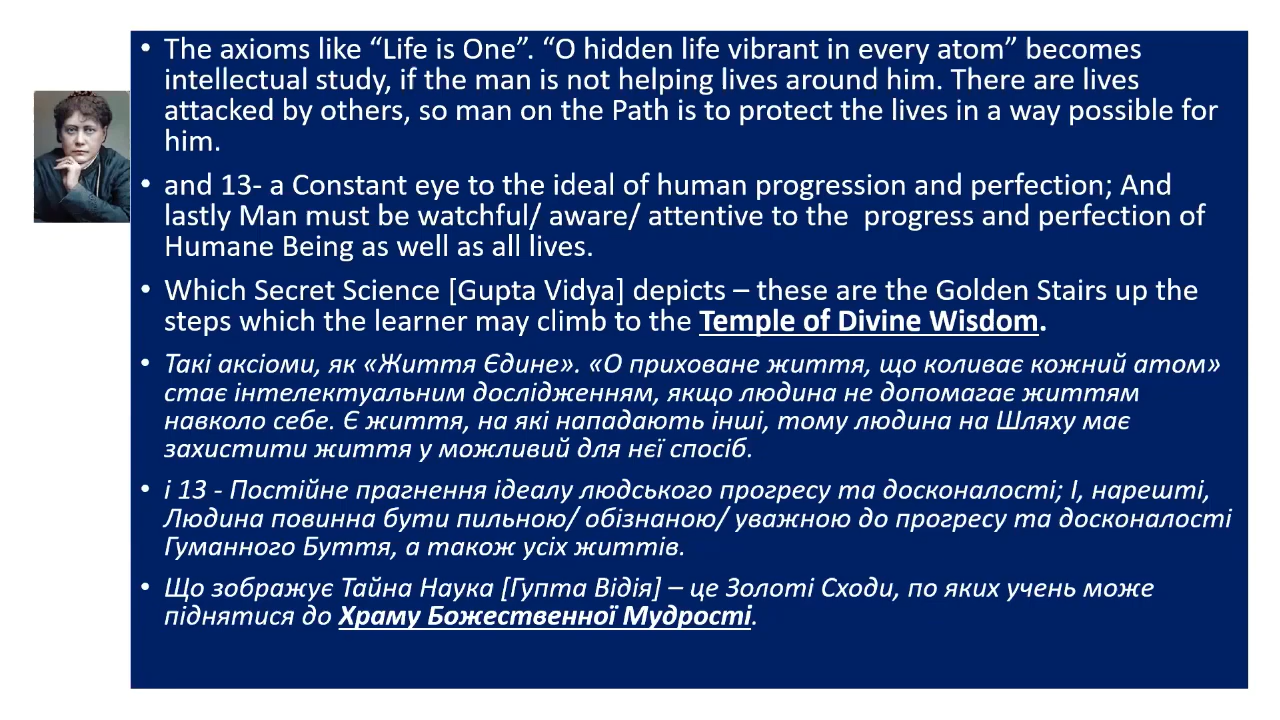 • The axioms like “Life is One”. “O hidden life vibrant in every atom” becomes
intellectual study, if the man is not helping lives around him. There are lives
attacked by others, so man on the Path is to protect the lives in a way possible for
him.
• and 13- a Constant eye to the ideal of human progression and perfection; And
lastly Man must be watchful/ aware/ attentive to the  progress and perfection of
Humane Being as well as all lives.
• Which Secret Science [Gupta Vidya] depicts – these are the Golden Stairs up the
steps which the learner may climb to the Temple of Divine Wisdom.
• Такі аксіоми, як «Життя Єдине». «О приховане життя, що коливає кожний атом»
стає інтелектуальним дослідженням, якщо людина не допомагає життям
навколо себе. Є життя, на які нападають інші, тому людина на Шляху має
захистити життя у можливий для неї спосіб.
• і 13 - Постійне прагнення ідеалу людського прогресу та досконалості; І, нарешті,
Людина повинна бути пильною/ обізнаною/ уважною до прогресу та досконалості
Гуманного Буття, а також усіх життів.
• Що зображує Тайна Наука [Гупта Відія] – це Золоті Сходи, по яких учень може
піднятися до Храму Божественної Мудрості.